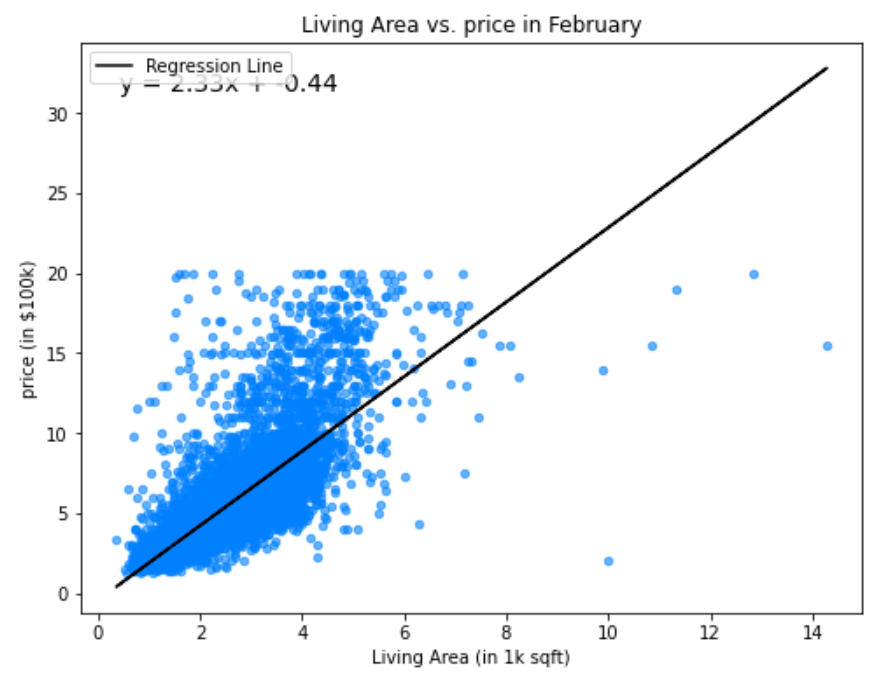 Living Area vs. price in February
Regression Line
y = 2.33x + -0.44
price (in $100k)
30
25
20
15
10
5
0
0 2 4 6 8 10 12 14
Living Area (in 1k sqft)